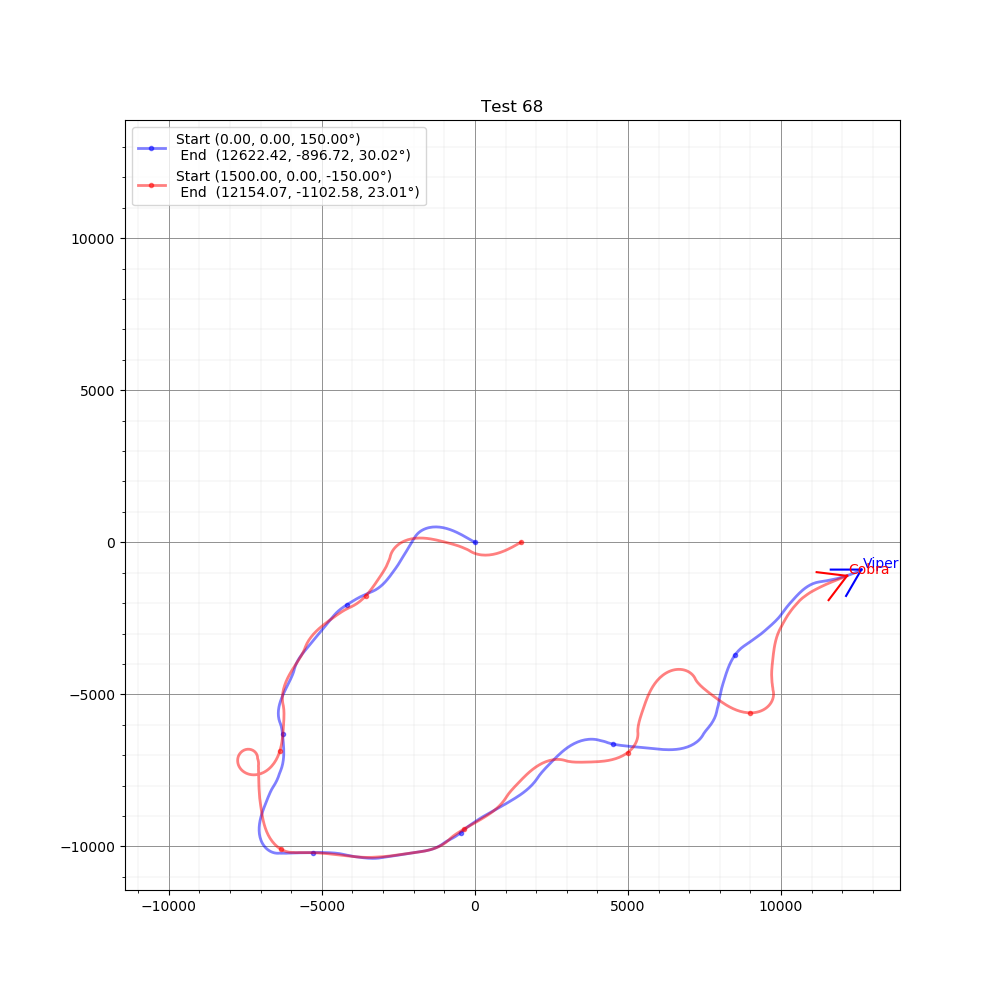 Test 68
Start (0.00, 0.00, 150.00°)
End  (12622.42, -896.72, 30.02°)
Start (1500.00, 0.00, -150.00°)
End  (12154.07, -1102.58, 23.01°)
10000
5000
0
−5000
−10000
Viper
Cobra
−10000
−5000
0
5000
10000